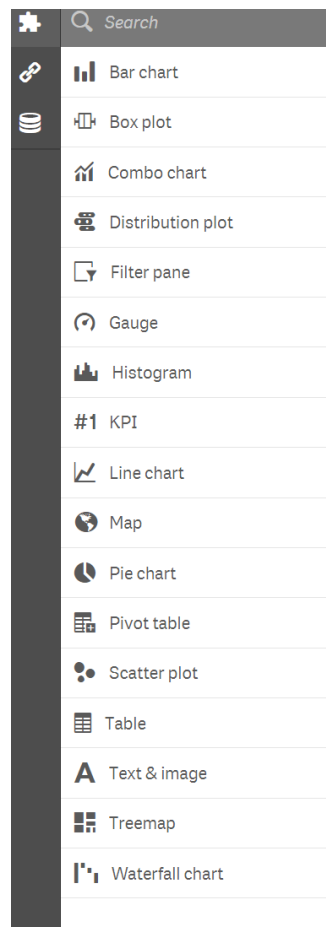 Search
Bar chart
Box plot
Combo chart
Distribution plot
Filter pane
Gauge
Histogram
#1 KPI
Line chart
Map
Pie chart
Pivot table
Scatter plot
Table
A Text & image
Treemap
Waterfall chart